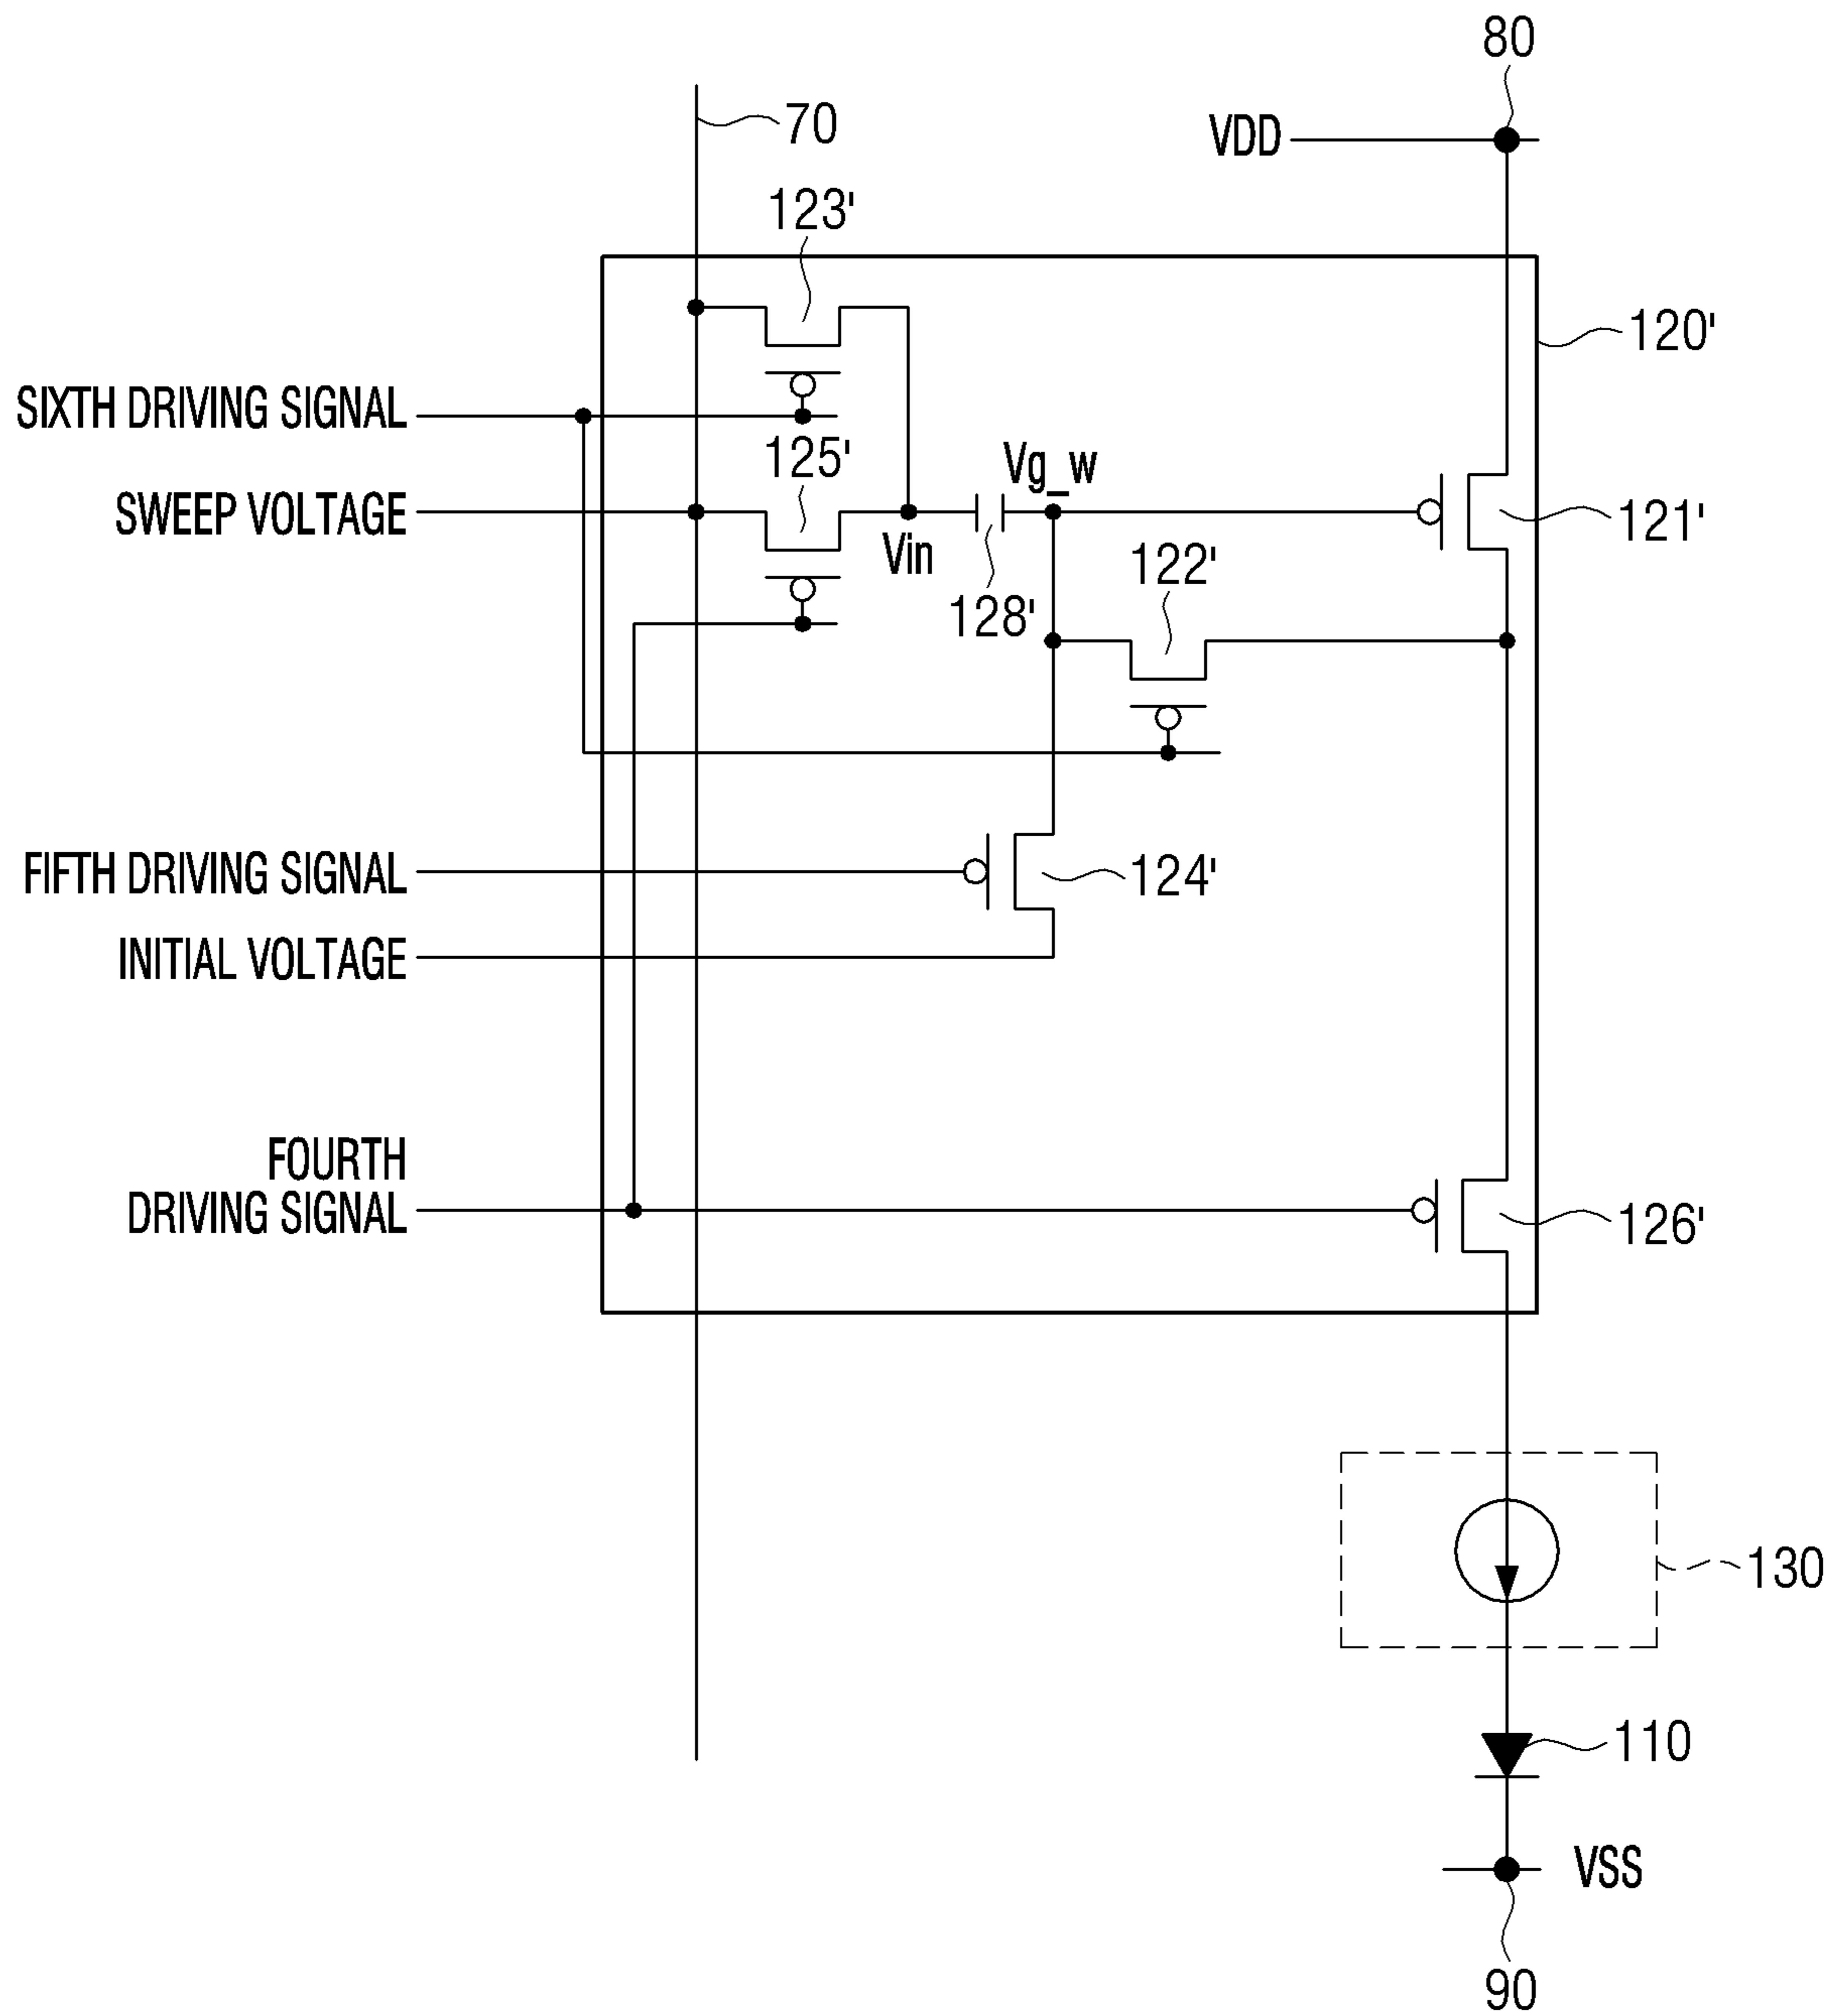 80
70
VDD
123'
120'
SIXTH DRIVING SIGNAL
125'
Vg_w
SWEEP VOLTAGE
121'
Vin
122'
128'
FIFTH DRIVING SIGNAL
124'
INITIAL VOLTAGE
FOURTH
DRIVING SIGNAL
126'
130
110
VSS
90